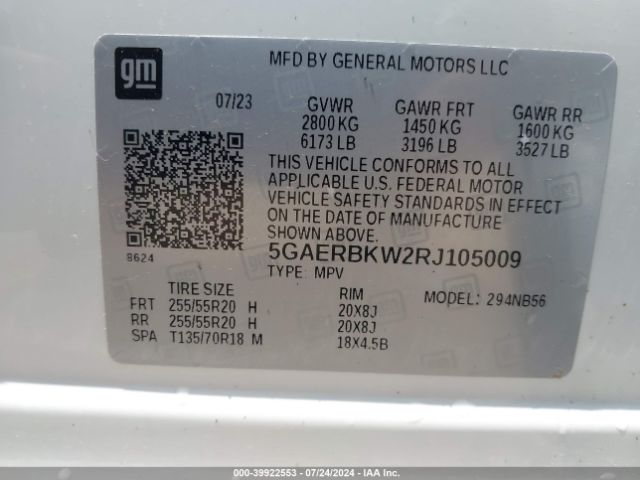 gm
MFD BY GENERAL MOTORS LLC
07/23 GVWR GAWR FRT GAWR RR
2800 KG 1450 KG 1600 KG
6173 LB 3196 LB 3527 LB
THIS VEHICLE CONFORMS TO ALL
APPLICABLE U.S. FEDERAL MOTOR
VEHICLE SAFETY STANDARDS IN EFFECT
ON THE DATE OF MANUFACTURE
SHOWN ABOVE.
8624
5GAERBKW2RJ105009
TYPE: MPV
TIRE SIZE RIM MODEL: 294NB56
FRT 255/55R20 H 20X8J
RR 255/55R20 H 20X8J
SPA T135/70R18 M 18X4.5B
000-39922553 - 07/24/2024 - IAA Inc.